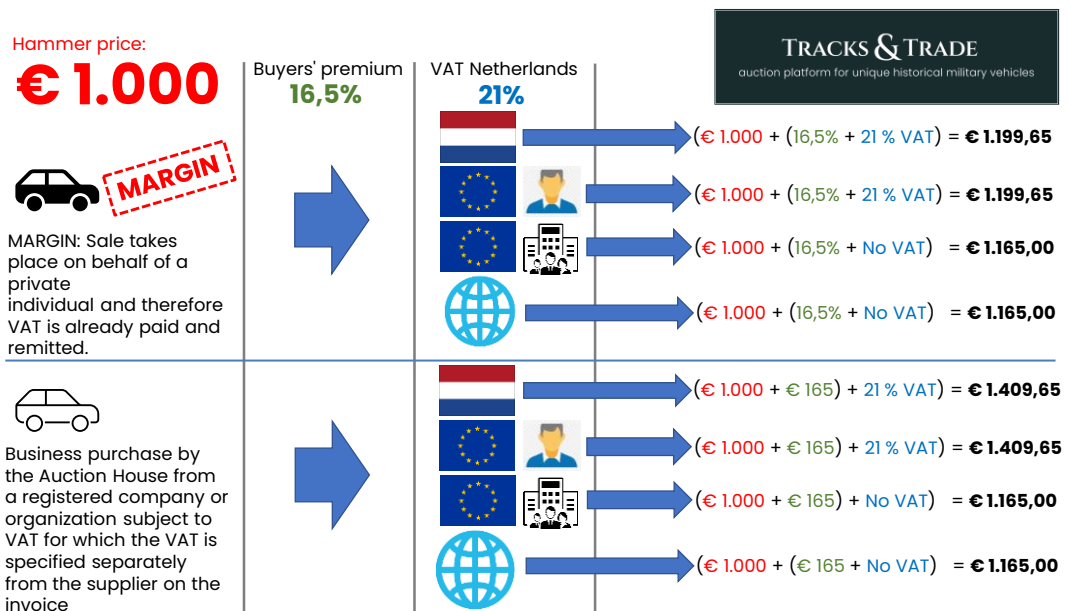 Hammer price:
€ 1.000
Buyers' premium
16,5%
VAT Netherlands
21%
TRACKS & TRADE
auction platform for unique historical military vehicles
MARGIN
MARGIN: Sale takes
place on behalf of a
private
individual and therefore
VAT is already paid and
remitted.
(€ 1.000 + (16,5% + 21 % VAT) = € 1.199,65
(€ 1.000 + (16,5% + 21 % VAT) = € 1.199,65
(€ 1.000 + (16,5% + No VAT) = € 1.165,00
(€ 1.000 + (16,5% + No VAT) = € 1.165,00
Business purchase by
the Auction House from
a registered company or
organization subject to
VAT for which the VAT is
specified separately
from the supplier on the
invoice
(€ 1.000 + € 165) + 21 % VAT) = € 1.409,65
(€ 1.000 + € 165) + 21 % VAT) = € 1.409,65
(€ 1.000 + € 165) + No VAT) = € 1.165,00
(€ 1.000 + (€ 165 + No VAT) = € 1.165,00